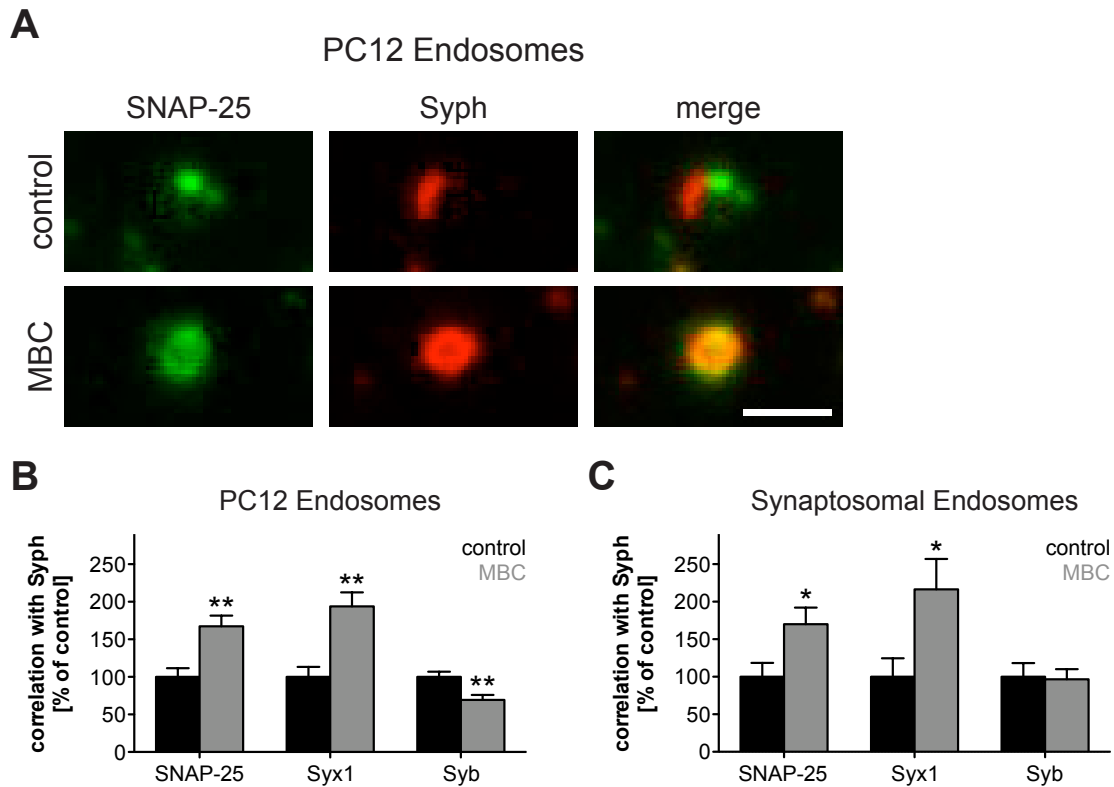 A
PC12 Endosomes
SNAP-25 Syph merge
control
MBC
B
PC12 Endosomes
correlation with Syph
[% of control]
250
200
150
100
50
0
control
MBC
** ** **
SNAP-25 Syx1 Syb
C
Synaptosomal Endosomes
correlation with Syph
[% of control]
250
200
150
100
50
0
control
MBC
* *
SNAP-25 Syx1 Syb